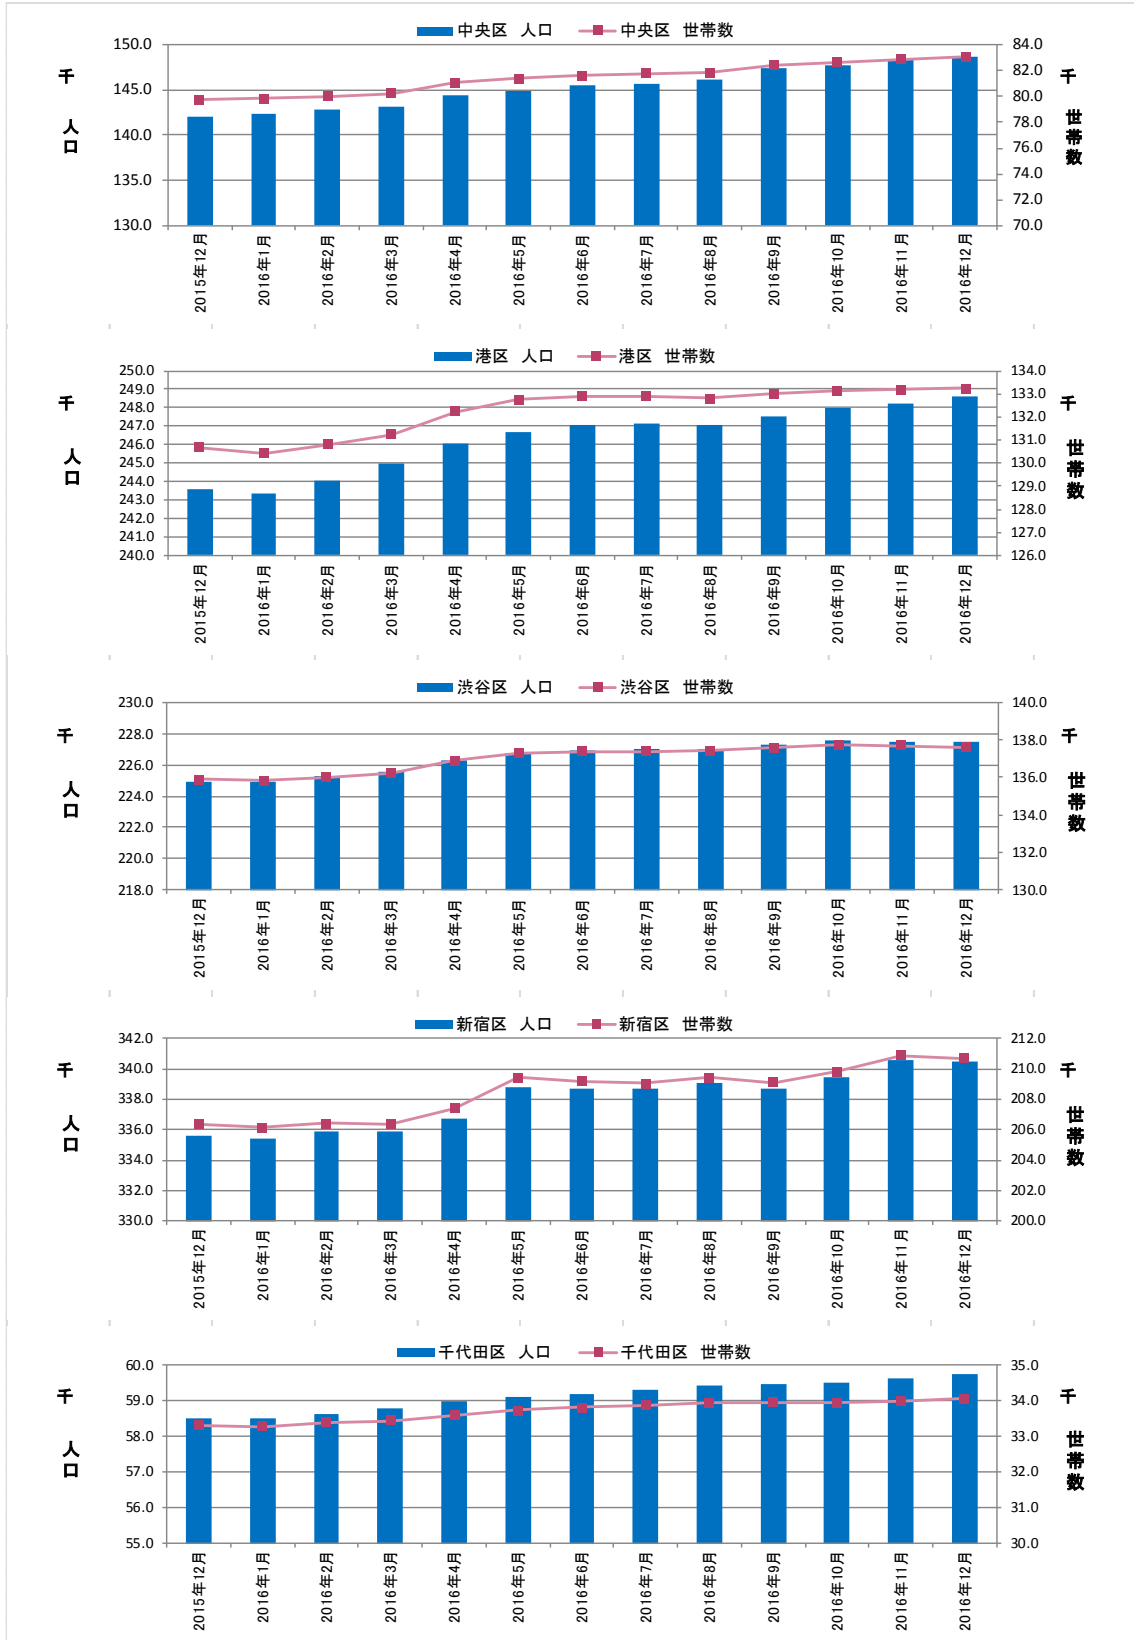 中央区　人口　中央区　世帯数
千　人口
150.0
145.0
140.0
135.0
130.0
84.0
82.0
80.0
78.0
76.0
74.0
72.0
70.0
千　世帯数
2015年12月
2016年1月
2016年2月
2016年3月
2016年4月
2016年5月
2016年6月
2016年7月
2016年8月
2016年9月
2016年10月
2016年11月
2016年12月
港区　人口　港区　世帯数
千　人口
250.0
249.0
248.0
247.0
246.0
245.0
244.0
243.0
242.0
241.0
240.0
134.0
133.0
132.0
131.0
130.0
129.0
128.0
127.0
126.0
千　世帯数
2015年12月
2016年1月
2016年2月
2016年3月
2016年4月
2016年5月
2016年6月
2016年7月
2016年8月
2016年9月
2016年10月
2016年11月
2016年12月
渋谷区　人口　渋谷区　世帯数
千　人口
230.0
228.0
226.0
224.0
222.0
220.0
218.0
140.0
138.0
136.0
134.0
132.0
130.0
千　世帯数
2015年12月
2016年1月
2016年2月
2016年3月
2016年4月
2016年5月
2016年6月
2016年7月
2016年8月
2016年9月
2016年10月
2016年11月
2016年12月
新宿区　人口　新宿区　世帯数
千　人口
342.0
340.0
338.0
336.0
334.0
332.0
330.0
212.0
210.0
208.0
206.0
204.0
202.0
200.0
千　世帯数
2015年12月
2016年1月
2016年2月
2016年3月
2016年4月
2016年5月
2016年6月
2016年7月
2016年8月
2016年9月
2016年10月
2016年11月
2016年12月
千代田区　人口　千代田区　世帯数
千　人口
60.0
59.0
58.0
57.0
56.0
55.0
35.0
34.0
33.0
32.0
31.0
30.0
千　世帯数
2015年12月
2016年1月
2016年2月
2016年3月
2016年4月
2016年5月
2016年6月
2016年7月
2016年8月
2016年9月
2016年10月
2016年11月
2016年12月